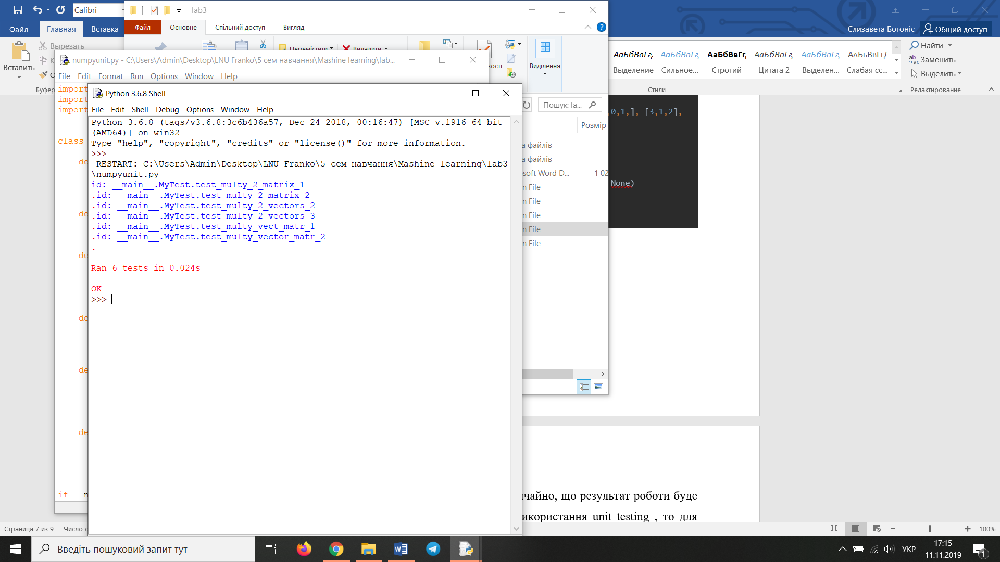 Calibri
lab3
Файл
Главная
Вставка
Файл
Основне
Спільний доступ
Вигляд
Єлизавета Богоніс
Общий доступ
Вырезать
Вставить
Буфер
Перемістити
Видалити
Виділення
АаБбВвГг,
АаБбВвГг,
АаБбВвГг,
АаБбВвГг,
АаБбВвГг,
АаБбВвГгД
Выделение
Сильное...
Строгий
Цитата 2
Выделен...
Слабая сс...
Стили
Найти
Заменить
Выделить
Редактирование
numpyunit.py - C:\Users\Admin\Desktop\LNU Franko\5 сем навчання\Mashine learning\lab...
File Edit Format Run Options Window Help
import
import
import
class
de
de
de
de
de
de
if __n
Python 3.6.8 Shell
File Edit Shell Debug Options Window Help
Python 3.6.8 (tags/v3.6.8:3c6b436a57, Dec 24 2018, 00:16:47) [MSC v.1916 64 bit
(AMD64)] on win32
Type "help", "copyright", "credits" or "license()" for more information.
>>>
RESTART: C:\Users\Admin\Desktop\LNU Franko\5 сем навчання\Mashine learning\lab3
\numpyunit.py
id: __main__.MyTest.test_multy_2_matrix_1
.id: __main__.MyTest.test_multy_2_matrix_2
.id: __main__.MyTest.test_multy_2_vectors_2
.id: __main__.MyTest.test_multy_2_vectors_3
.id: __main__.MyTest.test_multy_vect_matr_1
.id: __main__.MyTest.test_multy_vector_matr_2
.
----------------------------------------------------------------------
Ran 6 tests in 0.024s
OK
>>>
Пошук: la...
Розмір
а файлів
а файлів
soft Word D...
1 02
n File
n File
n File
n File
n File
,0,1,], [3,1,2],
None)
чайно, що результат роботи буде
икористання unit testing , то для
Страница 7 из 9
Число с
100%
Введіть пошуковий запит тут
УКР
17:15
11.11.2019
1